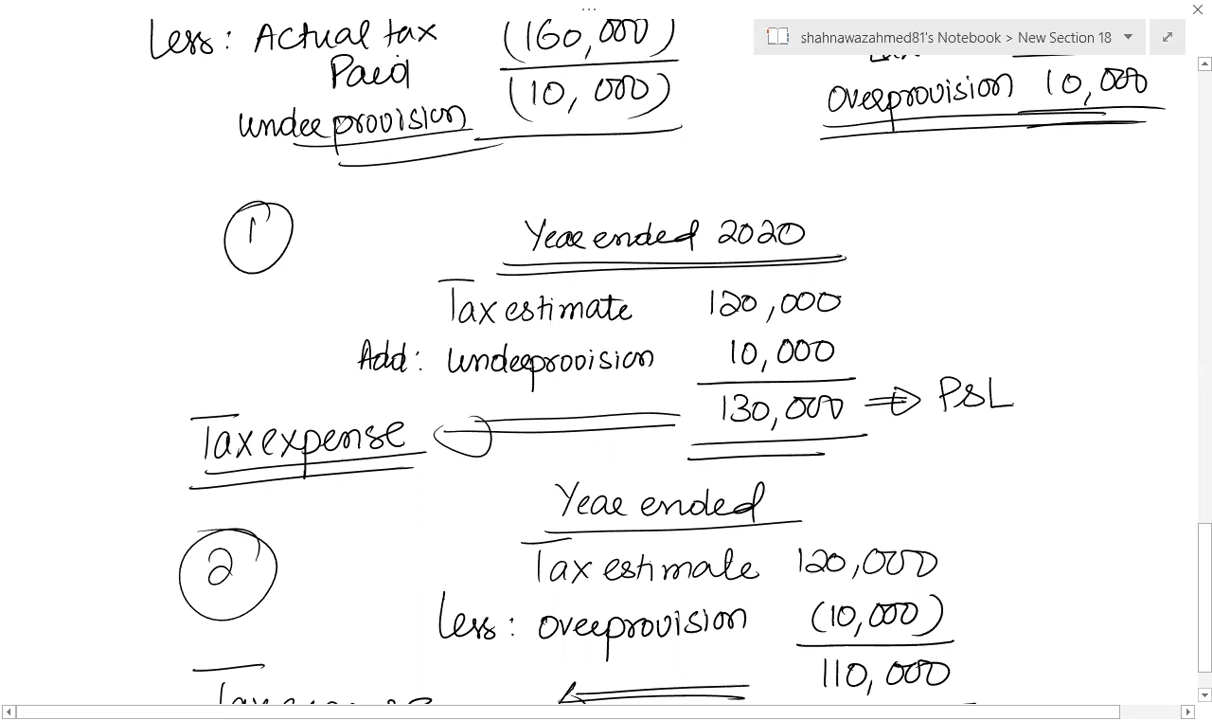 ...
shahnawazahmed81's Notebook > New Section 18
Less: Actual tax (160,000)
Paid
(10,000)
underprovision
overprovision 10,000
1
Year ended 2020
Tax estimate 120,000
Add: underprovision 10,000
130,000 ⇒ P&L
Tax expense
Year ended
2
Tax estimate 120,000
Less: overprovision (10,000)
110,000